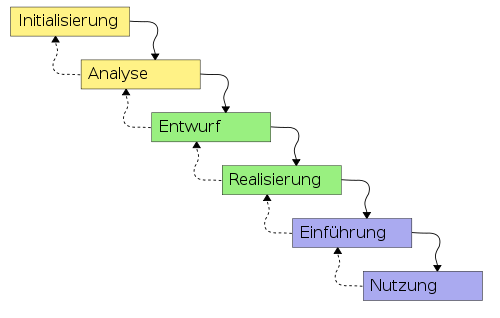 Initialisierung
Analyse
Entwurf
Realisierung
Einführung
Nutzung